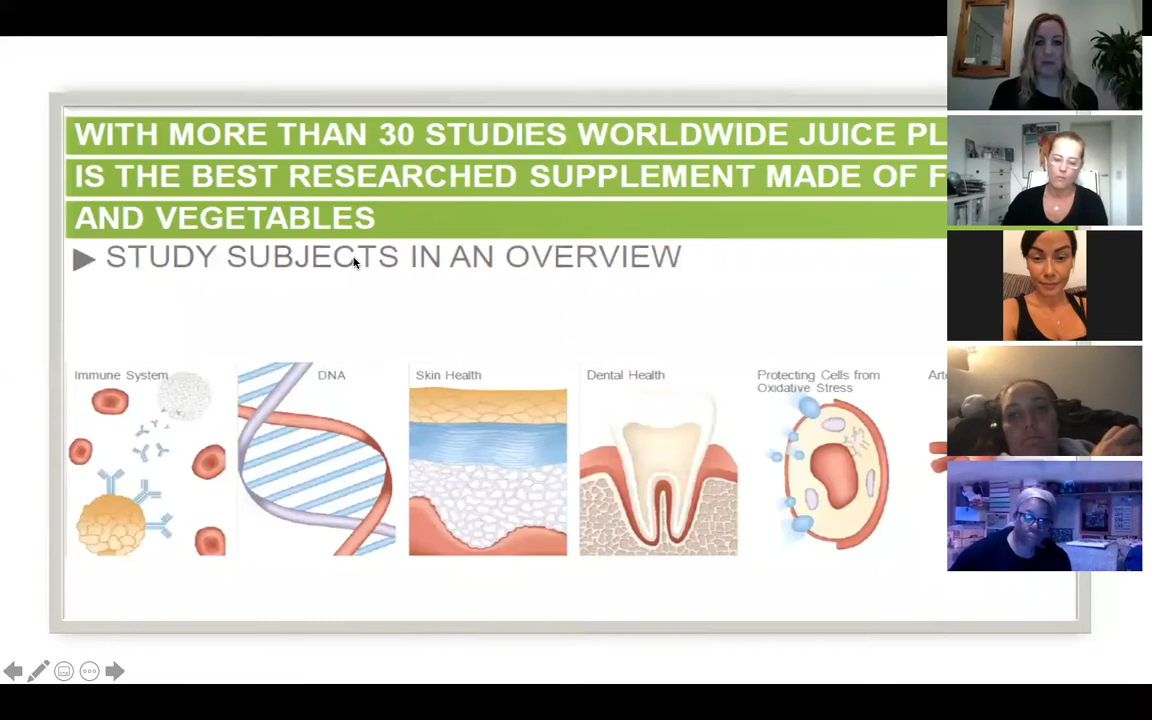 WITH MORE THAN 30 STUDIES WORLDWIDE JUICE PL
IS THE BEST RESEARCHED SUPPLEMENT MADE OF F
AND VEGETABLES
STUDY SUBJECTS IN AN OVERVIEW
Immune System
DNA
Skin Health
Dental Health
Protecting Cells from
Oxidative Stress
Arte